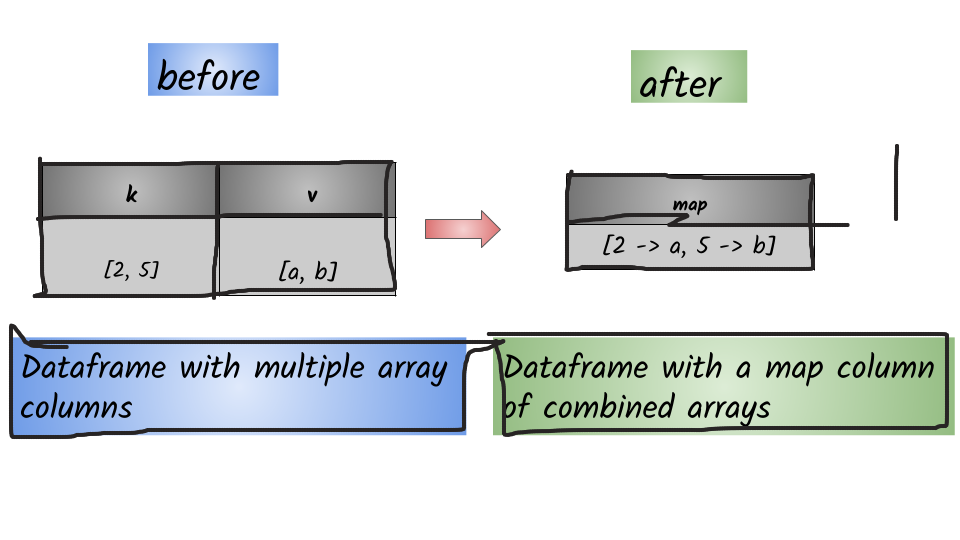 before
after
k
v
map
[2, 5]
[a, b]
[2 -> a, 5 -> b]
Dataframe with multiple array
columns
Dataframe with a map column
of combined arrays